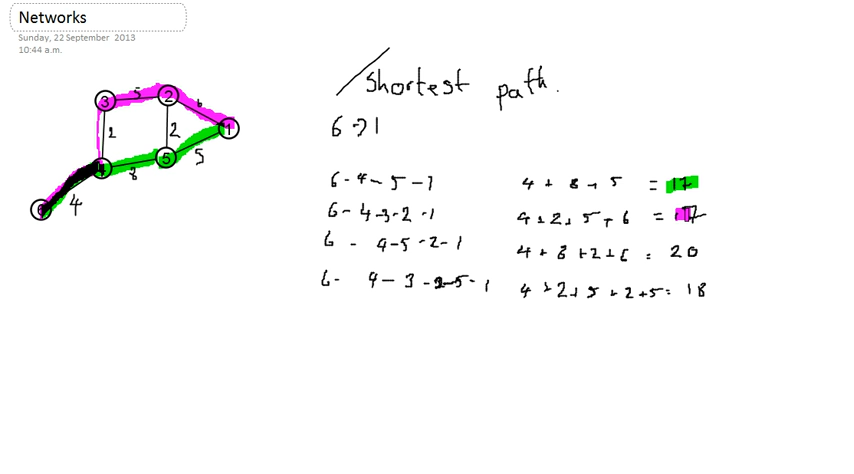 Networks
Sunday, 22 September 2013
10:44 a.m.
Shortest path.
6 → 1
3 5 2 6
2 2 1
4 8 5 5
6 4
6 - 4 - 5 - 1 4 + 8 + 5 = 17
6 - 4 - 3 - 2 - 1 4 + 2 + 5 + 6 = 17
6 - 4 - 5 - 2 - 1 4 + 8 + 2 + 6 = 20
6 - 4 - 3 - 2 - 5 - 1 4 + 2 + 5 + 2 + 5 = 18